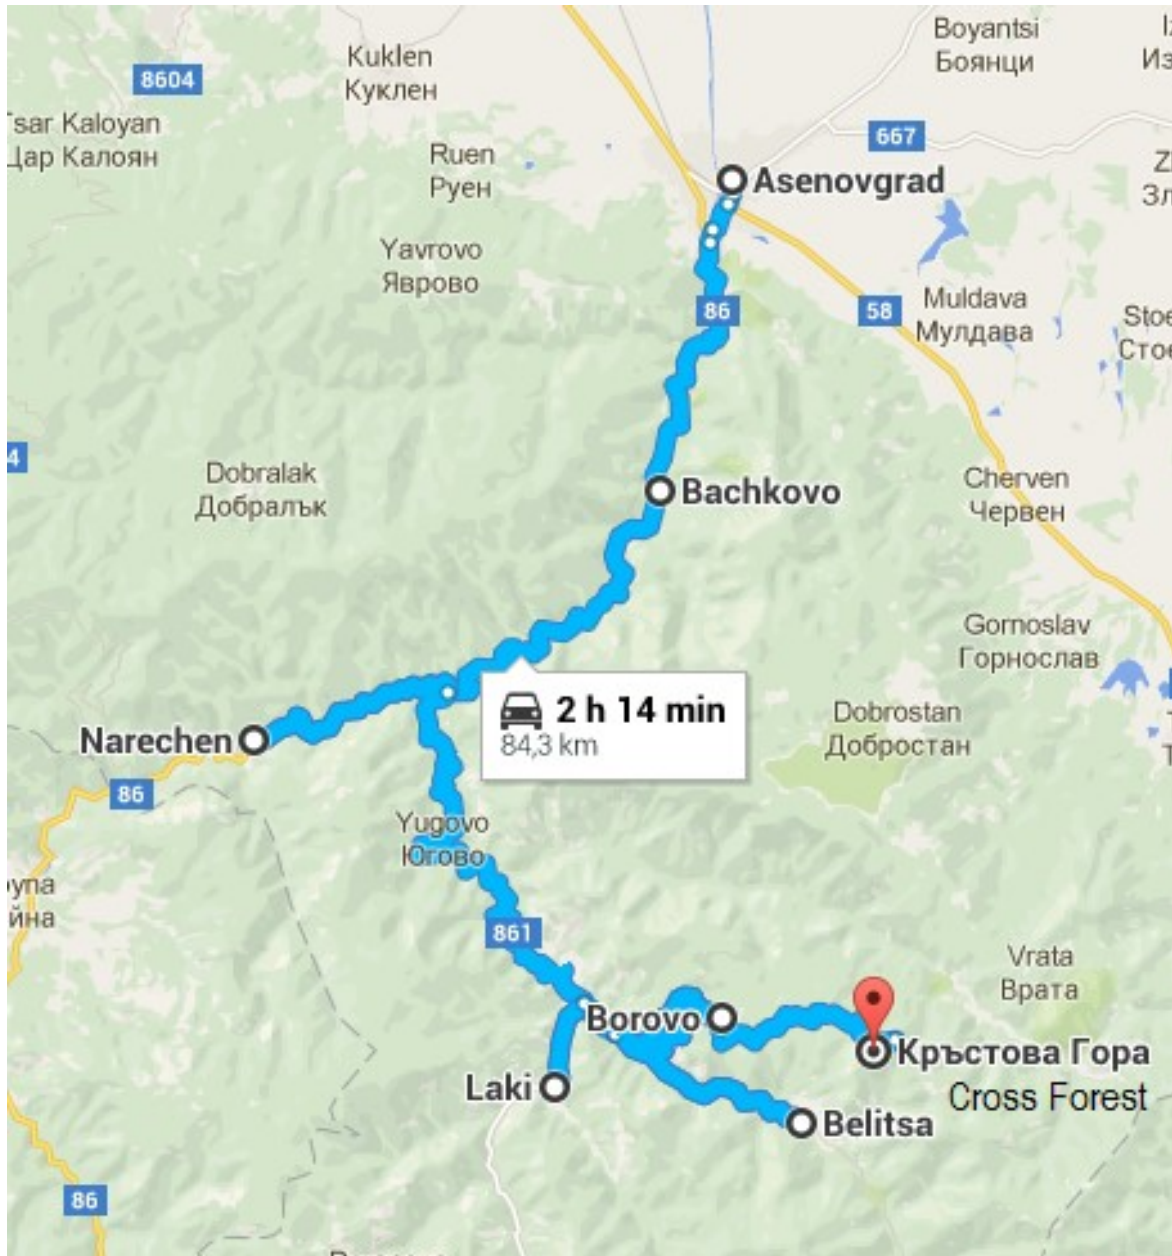 Boyantsi
Боянци
Kuklen
Куклен
8604
Tsar Kaloyan
Цар Калоян
667
Ruen
Руен
Asenovgrad
Yavrovo
Яврово
86
58
Muldava
Мулдава
4
Dobralak
Добралък
Bachkovo
Cherven
Червен
Gornoslav
Горнослав
2 h 14 min
84,3 km
Dobrostan
Добростан
Narechen
86
Yugovo
Югово
861
Vrata
Врата
Borovo
Кръстова Гора
Cross Forest
Laki
Belitsa
86